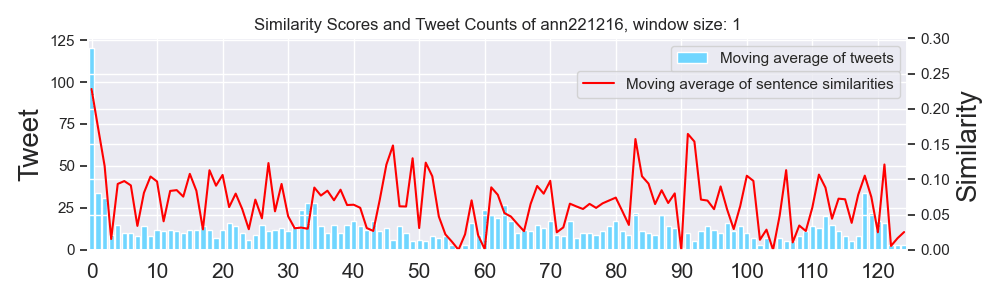 Similarity Scores and Tweet Counts of ann221216, window size: 1
Moving average of tweets
Moving average of sentence similarities
Tweet
Similarity
125
100
75
50
25
0
0.30
0.25
0.20
0.15
0.10
0.05
0.00
0 10 20 30 40 50 60 70 80 90 100 110 120